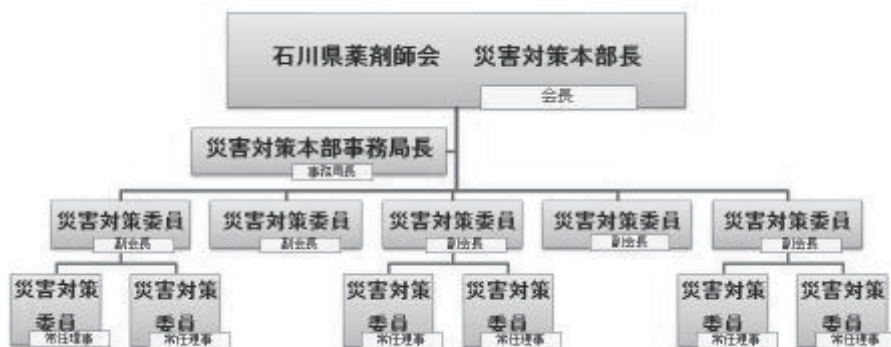 石川県薬剤師会 災害対策本部長
会長
災害対策本部事務局長
事務局長
災害対策委員
副会長
災害対策委員
副会長
災害対策委員
副会長
災害対策委員
副会長
災害対策委員
副会長
災害対策
委員
常任理事
災害対策
委員
常任理事
災害対策
委員
常任理事
災害対策
委員
常任理事
災害対策
委員
常任理事
災害対策
委員
常任理事